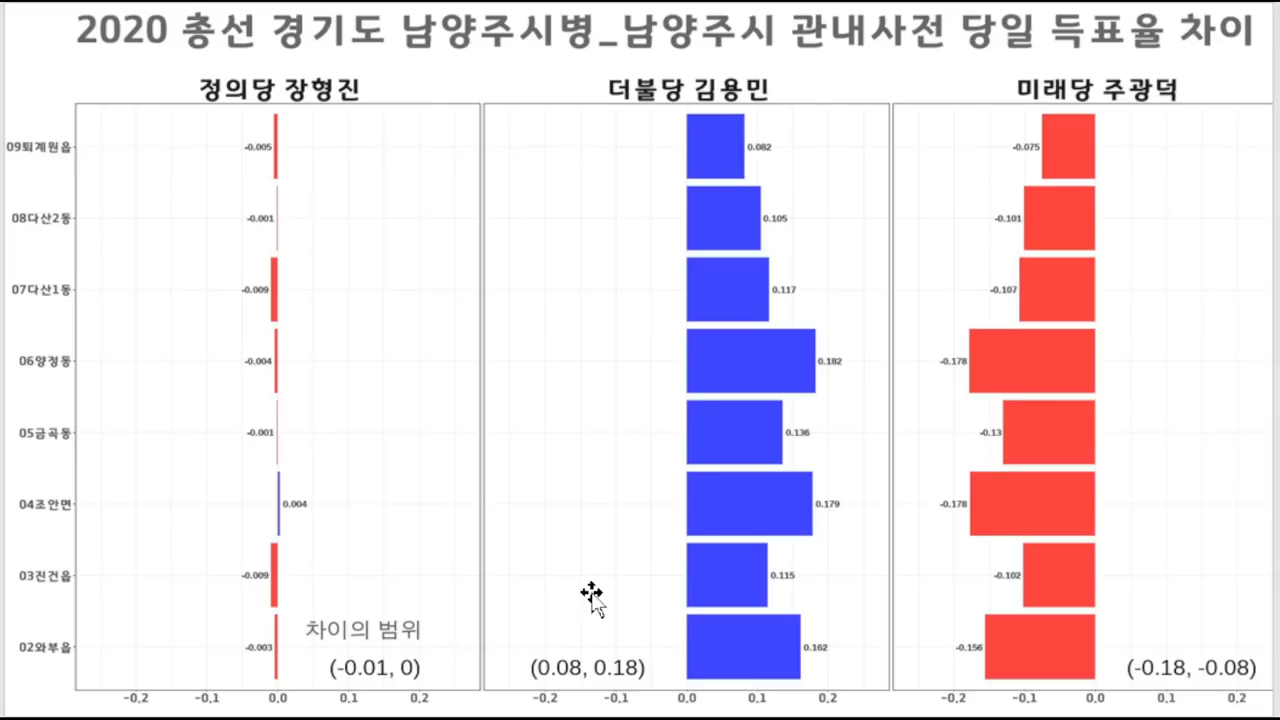 2020 총선 경기도 남양주시병_남양주시 관내사전 당일 득표율 차이
정의당 장형진
더불당 김용민
미래당 주광덕
09퇴계원읍
-0.005
0.082
-0.075
08다산2동
-0.001
0.105
-0.101
07다산1동
-0.009
0.117
-0.107
06양정동
-0.004
0.182
-0.178
05금곡동
-0.001
0.136
-0.13
04조안면
0.004
0.179
-0.178
03진건읍
-0.009
0.115
-0.102
02와부읍
-0.003
0.162
-0.156
차이의 범위
(-0.01, 0)
(0.08, 0.18)
(-0.18, -0.08)
-0.2 -0.1 0.0 0.1 0.2
-0.2 -0.1 0.0 0.1 0.2
-0.2 -0.1 0.0 0.1 0.2